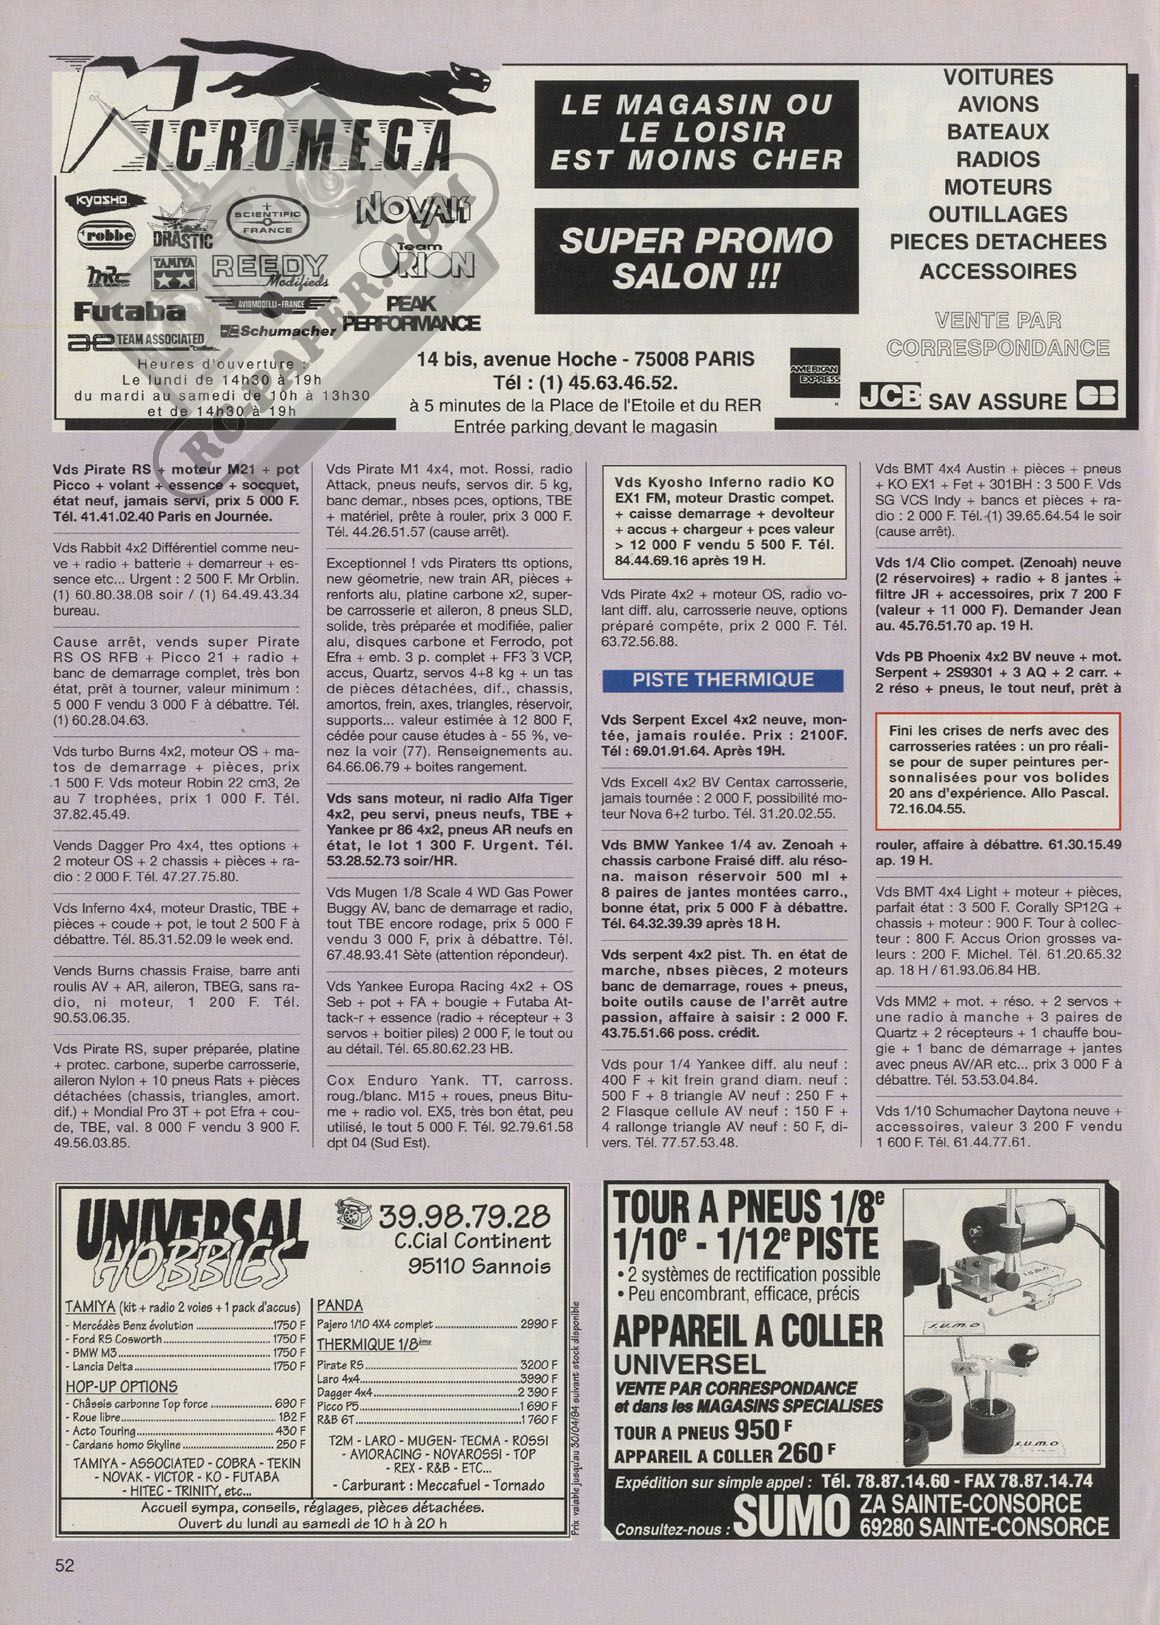 MICROMEGA
KYOSHO
robbe
DRASTIC
SCIENTIFIC
FRANCE
NOVAK
MRC
TAMIYA
REEDY
Modifieds
Team
ORION
Futaba
AVIOMODELLI-FRANCE
PEAK
PERFORMANCE
ae TEAM ASSOCIATED
Schumacher
Heures d'ouverture :
Le lundi de 14h30 à 19h
du mardi au samedi de 10h à 13h30
et de 14h30 à 19h
RCPAPER.COM
LE MAGASIN OU
LE LOISIR
EST MOINS CHER
SUPER PROMO
SALON !!!
14 bis, avenue Hoche - 75008 PARIS
Tél : (1) 45.63.46.52.
à 5 minutes de la Place de l'Etoile et du RER
Entrée parking devant le magasin
VOITURES
AVIONS
BATEAUX
RADIOS
MOTEURS
OUTILLAGES
PIECES DETACHEES
ACCESSOIRES
VENTE PAR
CORRESPONDANCE
AMERICAN
EXPRESS
JCB SAV ASSURE CB
Vds Pirate RS + moteur M21 + pot
Picco + volant + essence + socquet,
état neuf, jamais servi, prix 5 000 F.
Tél. 41.41.02.40 Paris en Journée.
Vds Rabbit 4x2 Différentiel comme neu-
ve + radio + batterie + demarreur + es-
sence etc... Urgent : 2 500 F. Mr Orblin.
(1) 60.80.38.08 soir / (1) 64.49.43.34
bureau.
Cause arrêt, vends super Pirate
RS OS RFB + Picco 21 + radio +
banc de demarrage complet, très bon
état, prêt à tourner, valeur minimum :
5 000 F vendu 3 000 F à débattre. Tél.
(1) 60.28.04.63.
Vds turbo Burns 4x2, moteur OS + ma-
tos de demarrage + pièces, prix
1 500 F. Vds moteur Robin 22 cm3, 2e
au 7 trophées, prix 1 000 F. Tél.
37.82.45.49.
Vends Dagger Pro 4x4, ttes options +
2 moteur OS + 2 chassis + pièces + ra-
dio : 2 000 F. Tél. 47.27.75.80.
Vds Inferno 4x4, moteur Drastic, TBE +
pièces + coude + pot, le tout 2 500 F à
débattre. Tél. 85.31.52.09 le week end.
Vends Burns chassis Fraise, barre anti
roulis AV + AR, aileron, TBEG, sans ra-
dio, ni moteur, 1 200 F. Tél.
90.53.06.35.
Vds Pirate RS, super préparée, platine
+ protec. carbone, superbe carrosserie,
aileron Nylon + 10 pneus Rats + pièces
détachées (chassis, triangles, amort.
dif.) + Mondial Pro 3T + pot Efra + cou-
de, TBE, val. 8 000 F vendu 3 900 F.
49.56.03.85.
Vds Pirate M1 4x4, mot. Rossi, radio
Attack, pneus neufs, servos dir. 5 kg,
banc demar., nbses pces, options, TBE
+ matériel, prête à rouler, prix 3 000 F.
Tél. 44.26.51.57 (cause arrêt).
Exceptionnel ! vds Piraters tts options,
new géometrie, new train AR, pièces +
renforts alu, platine carbone x2, super-
be carrosserie et aileron, 8 pneus SLD,
solide, très préparée et modifiée, palier
alu, disques carbone et Ferrodo, pot
Efra + emb. 3 p. complet + FF3 3 VCP,
accus, Quartz, servos 4+8 kg + un tas
de pièces détachées, dif., chassis,
amortos, frein, axes, triangles, réservoir,
supports... valeur estimée à 12 800 F,
cédée pour cause études à - 55 %, ve-
nez la voir (77). Renseignements au.
64.66.06.79 + boites rangement.
Vds sans moteur, ni radio Alfa Tiger
4x2, peu servi, pneus neufs, TBE +
Yankee pr 86 4x2, pneus AR neufs en
état, le lot 1 300 F. Urgent. Tél.
53.28.52.73 soir/HR.
Vds Mugen 1/8 Scale 4 WD Gas Power
Buggy AV, banc de demarrage et radio,
tout TBE encore rodage, prix 5 000 F
vendu 3 000 F, prix à débattre. Tél.
67.48.93.41 Sète (attention répondeur).
Vds Yankee Europa Racing 4x2 + OS
Seb + pot + FA + bougie + Futaba At-
tack-r + essence (radio + récepteur + 3
servos + boitier piles) 2 000 F, le tout ou
au détail. Tél. 65.80.62.23 HB.
Cox Enduro Yank. TT, carross.
roug./blanc. M15 + roues, pneus Bitu-
me + radio vol. EX5, très bon état, peu
utilisé, le tout 5 000 F. Tél. 92.79.61.58
dpt 04 (Sud Est).
Vds Kyosho Inferno radio KO
EX1 FM, moteur Drastic compet.
+ caisse demarrage + devolteur
+ accus + chargeur + pces valeur
> 12 000 F vendu 5 500 F. Tél.
84.44.69.16 après 19 H.
Vds Pirate 4x2 + moteur OS, radio vo-
lant diff. alu, carrosserie neuve, options
préparé compéte, prix 2 000 F. Tél.
63.72.56.88.
PISTE THERMIQUE
Vds Serpent Excel 4x2 neuve, mon-
tée, jamais roulée. Prix : 2100F.
Tél : 69.01.91.64. Après 19H.
Vds Excell 4x2 BV Centax carrosserie,
jamais tournée : 2 000 F, possibilité mo-
teur Nova 6+2 turbo. Tél. 31.20.02.55.
Vds BMW Yankee 1/4 av. Zenoah +
chassis carbone Fraisé diff. alu réso-
na. maison réservoir 500 ml +
8 paires de jantes montées carro.,
bonne état, prix 5 000 F à débattre.
Tél. 64.32.39.39 après 18 H.
Vds serpent 4x2 pist. Th. en état de
marche, nbses pièces, 2 moteurs
banc de demarrage, roues + pneus,
boite outils cause de l'arrêt autre
passion, affaire à saisir : 2 000 F.
43.75.51.66 poss. crédit.
Vds pour 1/4 Yankee diff. alu neuf :
400 F + kit frein grand diam. neuf :
500 F + 8 triangle AV neuf : 250 F +
2 Flasque cellule AV neuf : 150 F +
4 rallonge triangle AV neuf : 50 F, di-
vers. Tél. 77.57.53.48.
Vds BMT 4x4 Austin + pièces + pneus
+ KO EX1 + Fet + 301BH : 3 500 F. Vds
SG VCS Indy + bancs et pièces + ra-
dio : 2 000 F. Tél. (1) 39.65.64.54 le soir
(cause arrêt).
Vds 1/4 Clio compet. (Zenoah) neuve
(2 réservoires) + radio + 8 jantes +
filtre JR + accessoires, prix 7 200 F
(valeur + 11 000 F). Demander Jean
au. 45.76.51.70 ap. 19 H.
Vds PB Phoenix 4x2 BV neuve + mot.
Serpent + 2S9301 + 3 AQ + 2 carr. +
2 réso + pneus, le tout neuf, prêt à
Fini les crises de nerfs avec des
carrosseries ratées : un pro réali-
se pour de super peintures per-
sonnalisées pour vos bolides
20 ans d'expérience. Allo Pascal.
72.16.04.55.
rouler, affaire à débattre. 61.30.15.49
ap. 19 H.
Vds BMT 4x4 Light + moteur + pièces,
parfait état : 3 500 F. Corally SP12G +
chassis + moteur : 900 F. Tour à collec-
teur : 800 F. Accus Orion grosses va-
leurs : 200 F. Michel. Tél. 61.20.65.32
ap. 18 H / 61.93.06.84 HB.
Vds MM2 + mot. + réso. + 2 servos +
une radio à manche + 3 paires de
Quartz + 2 récepteurs + 1 chauffe bou-
gie + 1 banc de démarrage + jantes
avec pneus AV/AR etc... prix 3 000 F à
débattre. Tél. 53.53.04.84.
Vds 1/10 Schumacher Daytona neuve +
accessoires, valeur 3 200 F vendu
1 600 F. Tél. 61.44.77.61.
UNIVERSAL
HOBBIES
39.98.79.28
C.Cial Continent
95110 Sannois
TAMIYA (kit + radio 2 voies + 1 pack d'accus)
- Mercédès Benz évolution ...1750 F
- Ford RS Cosworth ...1750 F
- BMW M3 ...1750 F
- Lancia Delta ...1750 F
HOP-UP OPTIONS
- Châssis carbonne Top force ...690 F
- Roue libre ...182 F
- Acto Touring ...430 F
- Cardans homo Skyline ...250 F
TAMIYA - ASSOCIATED - COBRA - TEKIN
- NOVAK - VICTOR - KO - FUTABA
- HITEC - TRINITY, etc...
PANDA
Pajero 1/10 4X4 complet ...2990 F
THERMIQUE 1/8ème
Pirate RS ...3200 F
Laro 4x4 ...3990 F
Dagger 4x4 ...2 390 F
Picco P5 ...1 690 F
R&B 6T ...1 760 F
T2M - LARO - MUGEN- TECMA - ROSSI
- AVIORACING - NOVAROSSI - TOP
- REX - R&B - ETC...
- Carburant : Meccafuel - Tornado
Accueil sympa, conseils, réglages, pièces détachées.
Ouvert du lundi au samedi de 10 h à 20 h
Prix valable jusqu'au 30/04/94 suivant stock disponible
TOUR A PNEUS 1/8e
1/10e - 1/12e PISTE
• 2 systèmes de rectification possible
• Peu encombrant, efficace, précis
APPAREIL A COLLER
UNIVERSEL
VENTE PAR CORRESPONDANCE
et dans les MAGASINS SPECIALISES
TOUR A PNEUS 950 F
APPAREIL A COLLER 260 F
s.u.m.o
s.u.m.o
Expédition sur simple appel : Tél. 78.87.14.60 - FAX 78.87.14.74
Consultez-nous : SUMO ZA SAINTE-CONSORCE
69280 SAINTE-CONSORCE
52